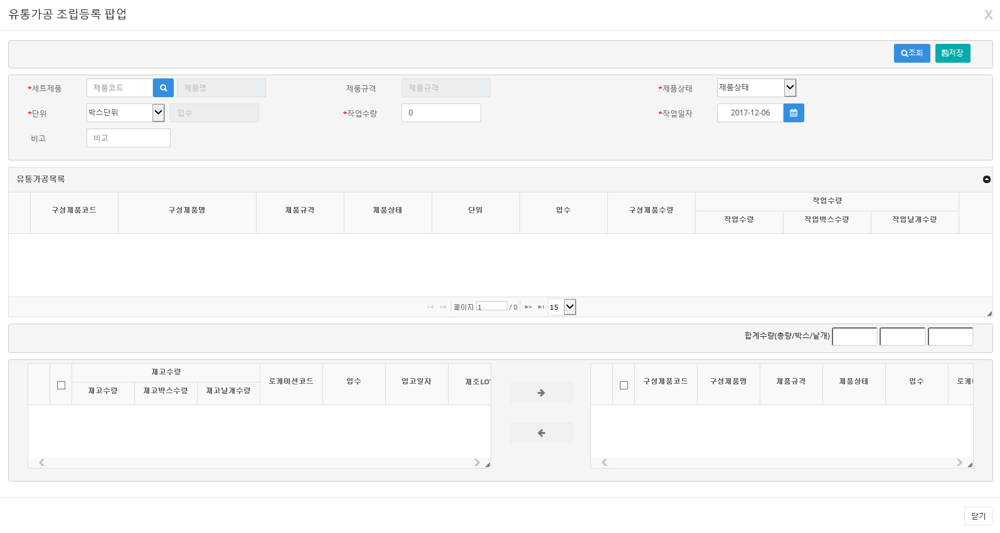 유통가공 조립등록 팝업 X
조회 저장
*세트제품 제품코드 제품명 제품규격 제품규격 *제품상태 제품상태
*단위 박스단위 입수 *작업수량 0 *작업일자 2017-12-06
비고 비고
유통가공목록
구성제품코드 구성제품명 제품규격 제품상태 단위 입수 구성제품수량 작업수량
작업수량 작업박스수량 작업낱개수량
페이지 1 / 0 15
합계수량(총량/박스/낱개)
재고수량 로케이션코드 입수 입고일자 제조LOT
재고수량 재고박스수량 재고낱개수량
구성제품코드 구성제품명 제품규격 제품상태 입수 로케
닫기